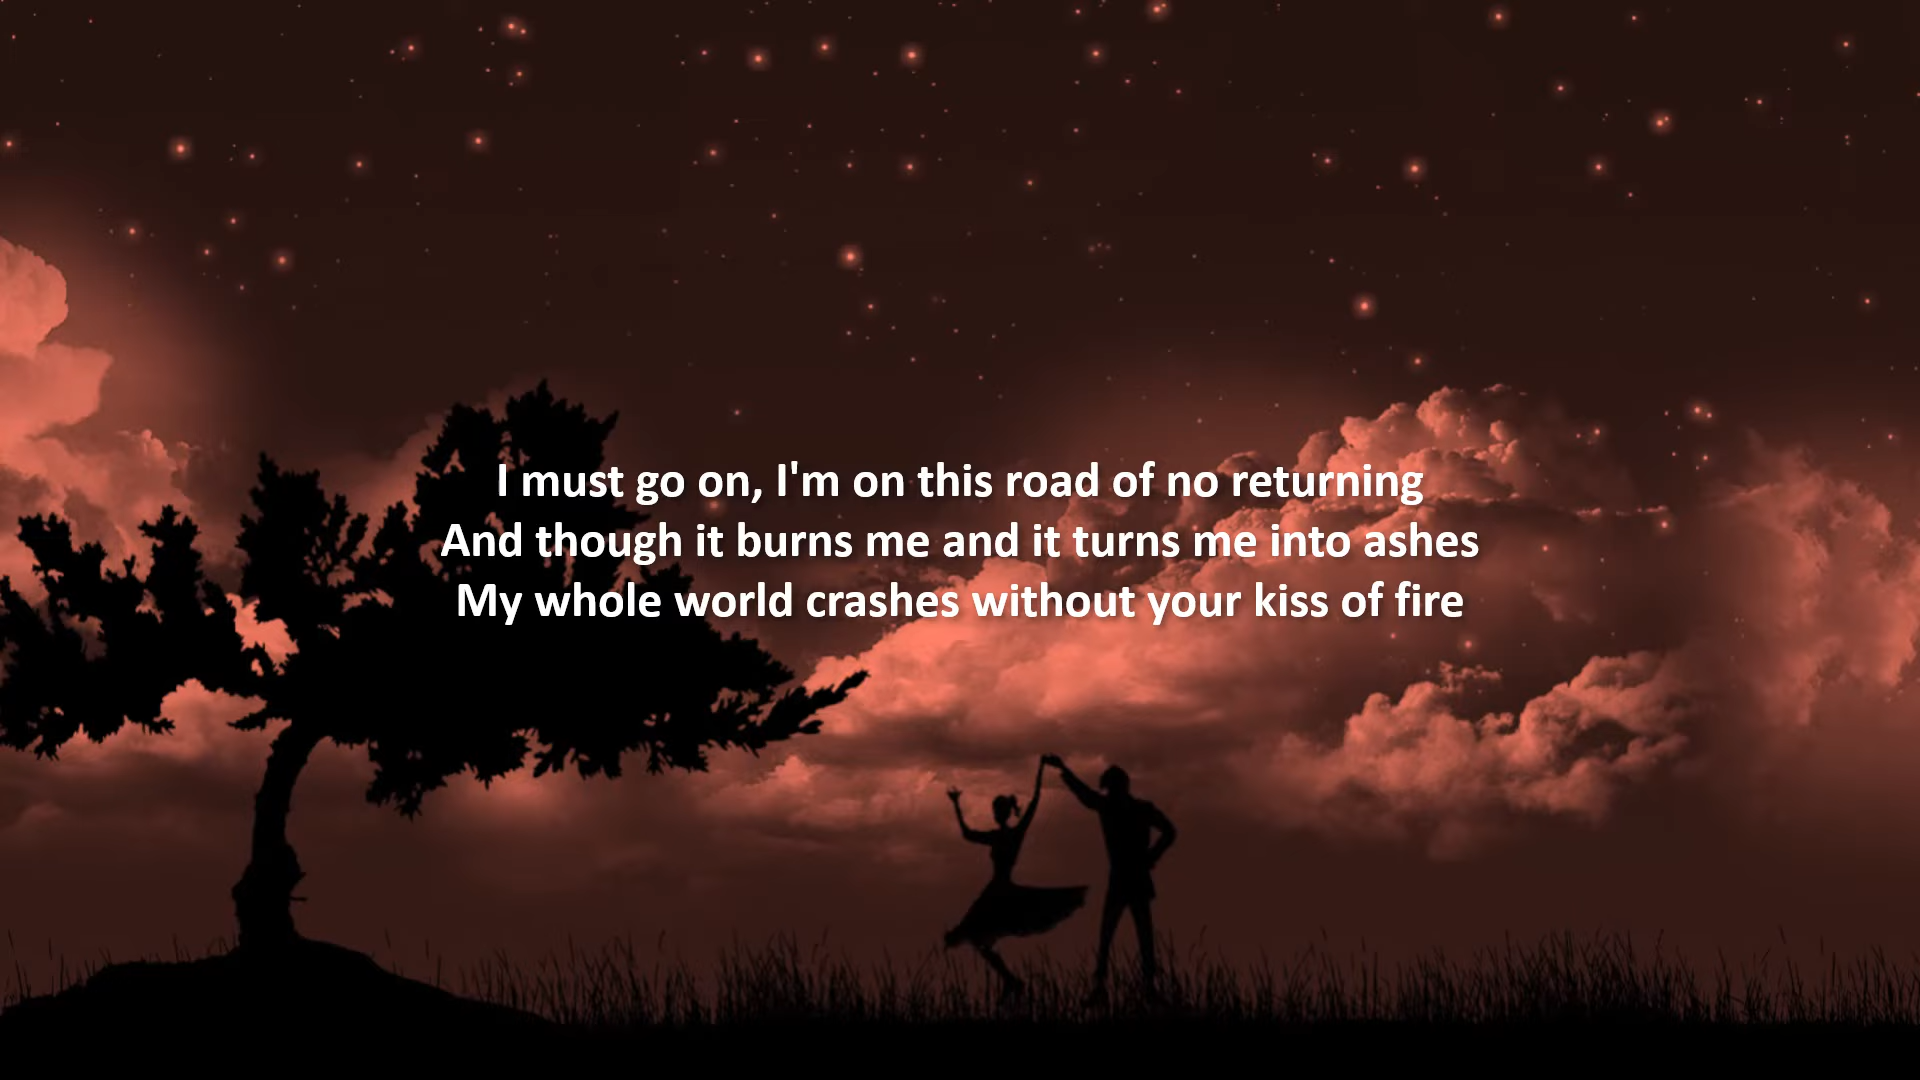 I must go on, I'm on this road of no returning
And though it burns me and it turns me into ashes
My whole world crashes without your kiss of fire